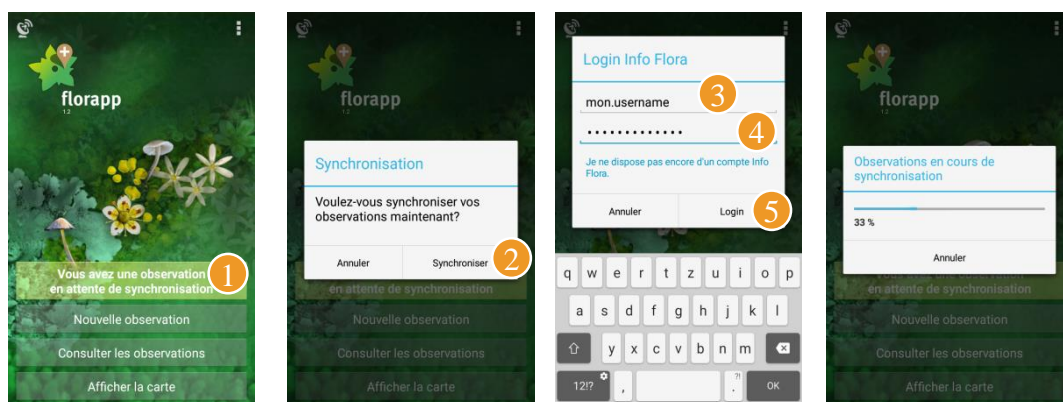 florapp
1.2
Vous avez une observation
en attente de synchronisation
1
Nouvelle observation
Consulter les observations
Afficher la carte
florapp
1.2
Synchronisation
Voulez-vous synchroniser vos
observations maintenant?
Annuler
Synchroniser
2
en attente de synchronisation
Nouvelle observation
Consulter les observations
Afficher la carte
Login Info Flora
mon.username
3
4
Je ne dispose pas encore d'un compte Info
Flora.
Annuler
Login
5
q w e r t z u i o p
a s d f g h j k l
y x c v b n m
12!?
,
?!
.
OK
florapp
1.2
Observations en cours de
synchronisation
33 %
Annuler
en attente de synchronisation
Nouvelle observation
Consulter les observations
Afficher la carte